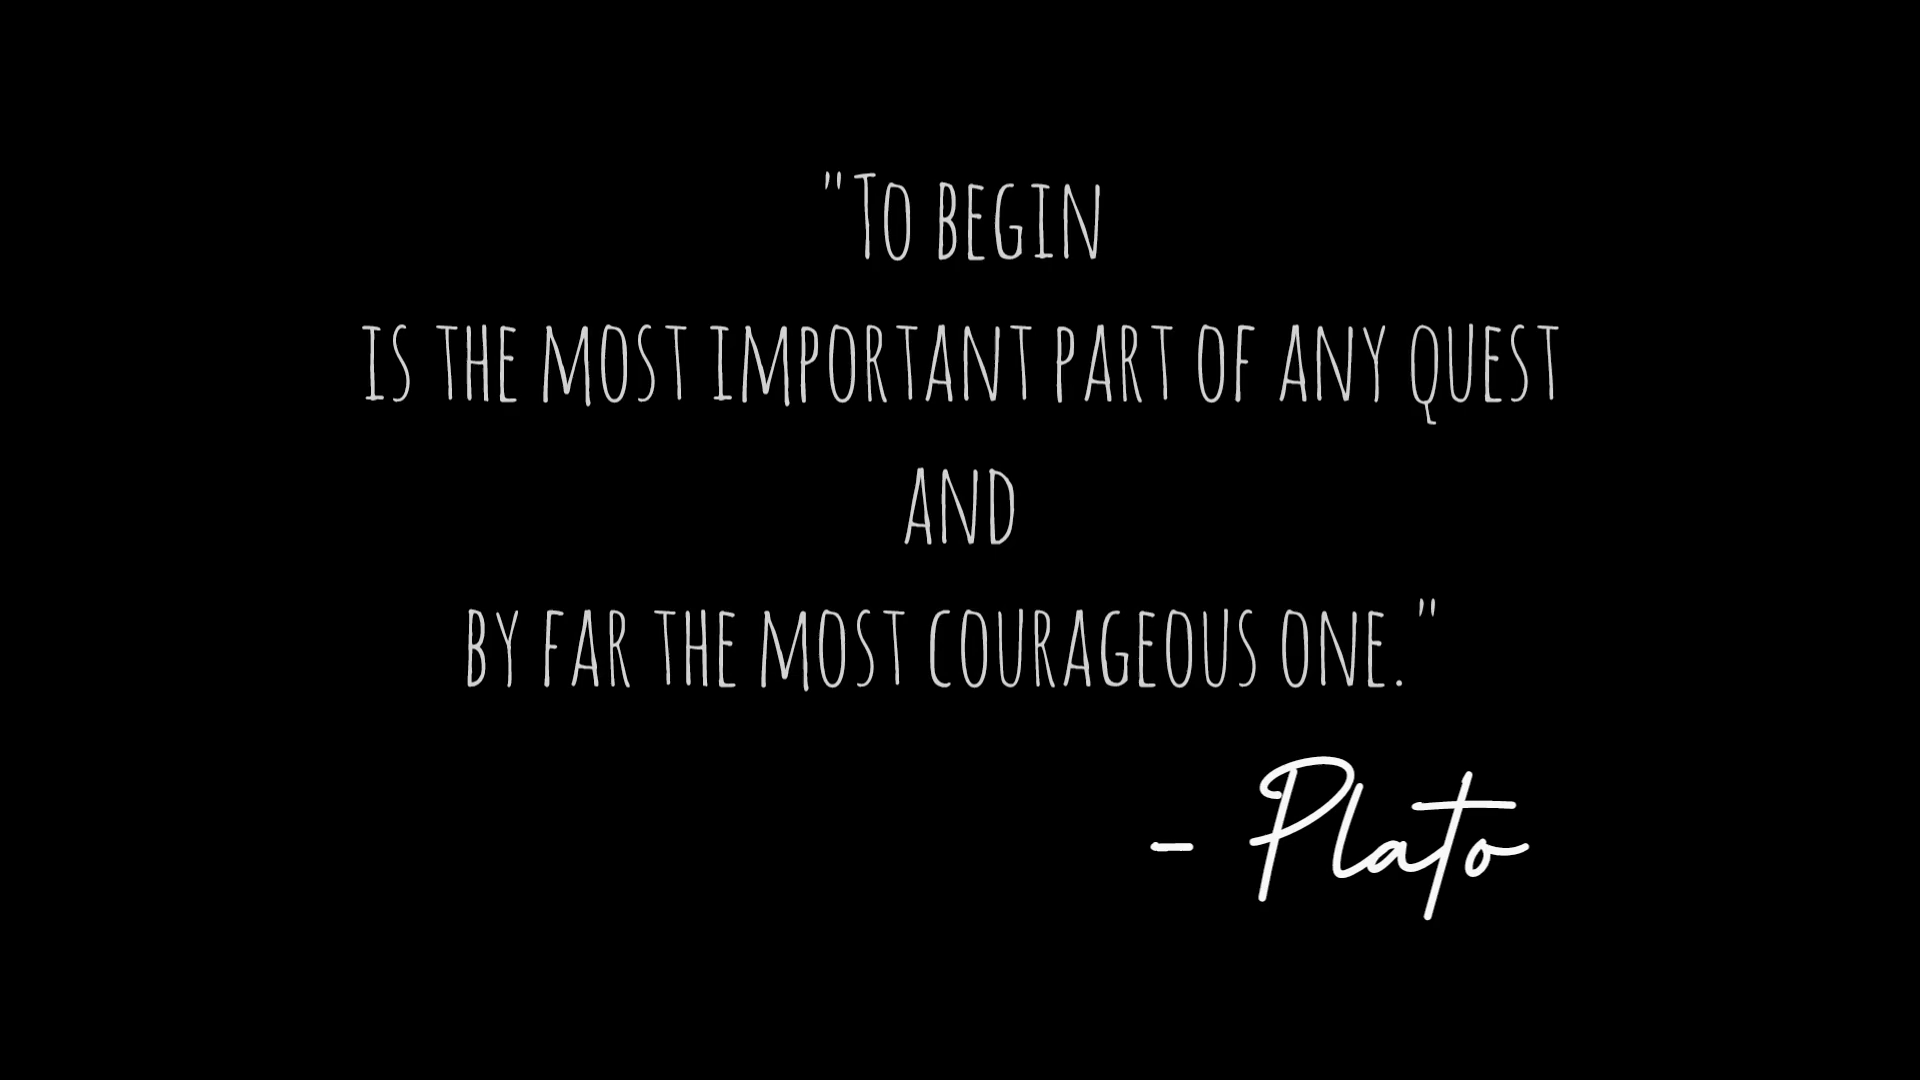 "To begin
is the most important part of any quest
and
by far the most courageous one."
- Plato